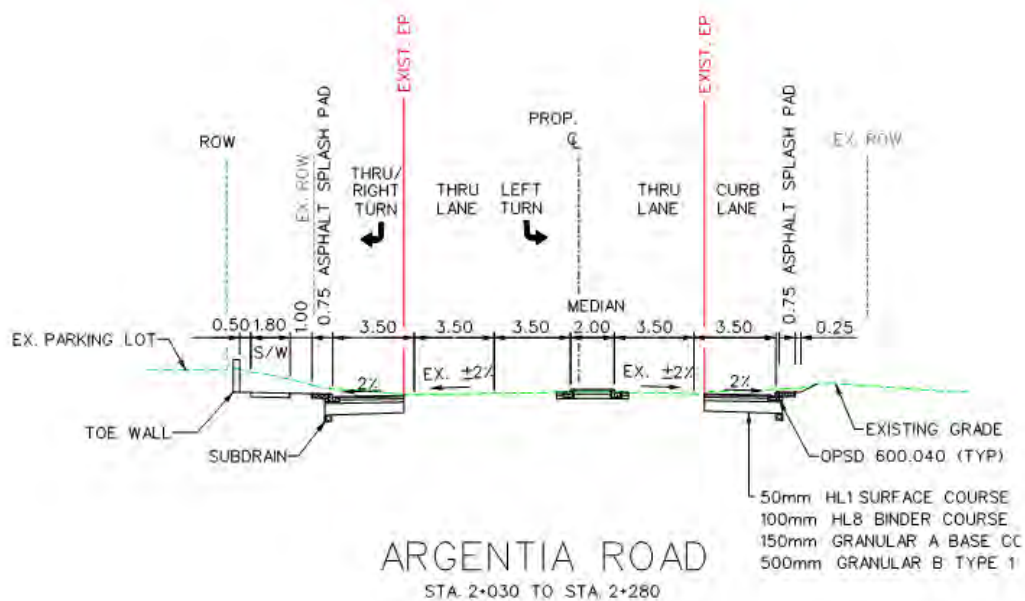 EXIST. EP
EXIST. EP
PROP.
℄
ROW
EX. ROW
0.75 ASPHALT SPLASH PAD
0.75 ASPHALT SPLASH PAD
EX. ROW
THRU/
RIGHT
TURN
THRU
LANE
LEFT
TURN
THRU
LANE
CURB
LANE
MEDIAN
0.50
1.80
1.00
3.50
3.50
3.50
2.00
3.50
3.50
0.25
EX. PARKING LOT
S/W
2%
EX. ±2%
EX. ±2%
2%
TOE WALL
SUBDRAIN
EXISTING GRADE
OPSD 600.040 (TYP)
50mm HL1 SURFACE COURSE
100mm HL8 BINDER COURSE
150mm GRANULAR A BASE CC
500mm GRANULAR B TYPE 1
ARGENTIA ROAD
STA. 2+030 TO STA. 2+280